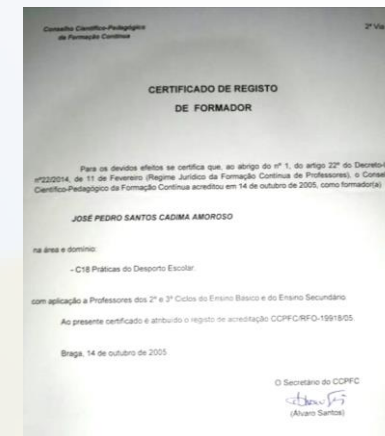 Conselho Científico-Pedagógico
da Formação Contínua
2ª Via
CERTIFICADO DE REGISTO
DE FORMADOR
Para os devidos efeitos se certifica que, ao abrigo do nº 1, do artigo 22º do Decreto-
nº22/2014, de 11 de Fevereiro (Regime Jurídico da Formação Contínua de Professores), o
Científico-Pedagógico da Formação Contínua acreditou em 14 de outubro de 2005, como formador(a)
JOSÉ PEDRO SANTOS CADIMA AMOROSO
na área e domínio:
- C18 Práticas do Desporto Escolar
com aplicação a Professores dos 2º e 3º Ciclos do Ensino Básico e do Ensino Secundário.
Ao presente certificado é atribuído o registo de acreditação CCPFC/RFO-19918/05.
Braga, 14 de outubro de 2005
O Secretário do CCPFC
(Álvaro Santos)